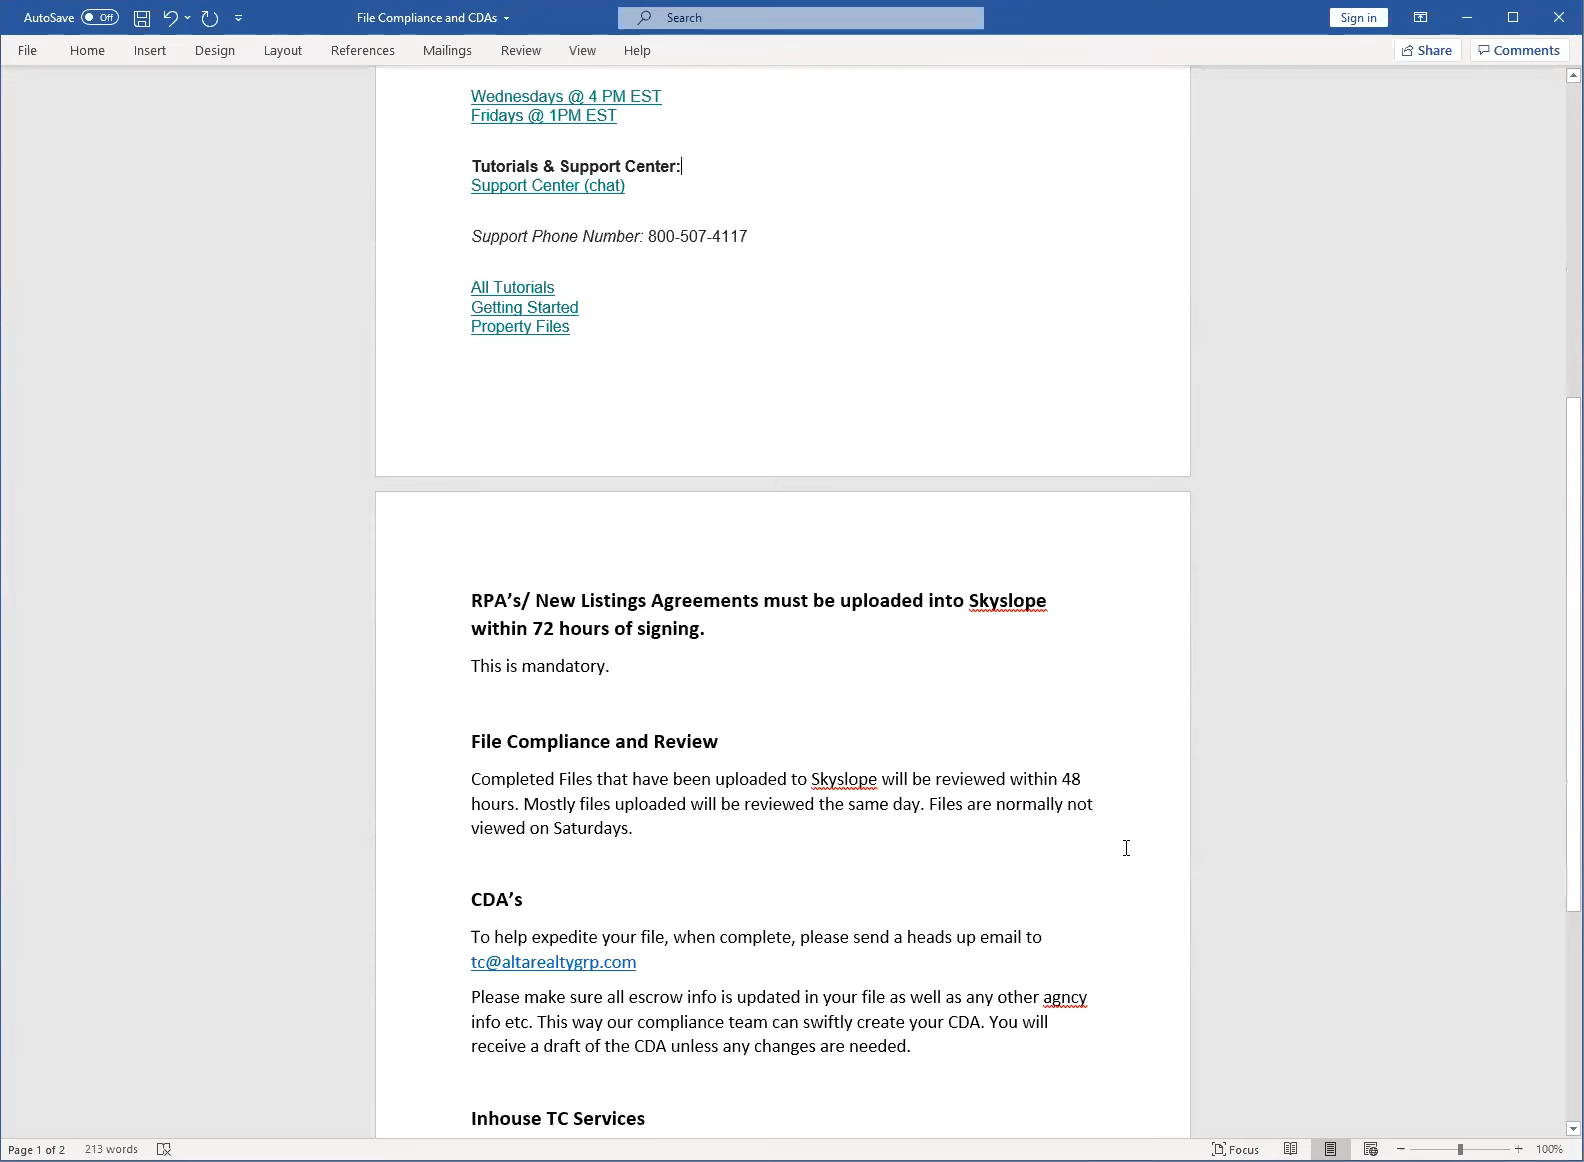 AutoSave Off File Compliance and CDAs Search Sign in
File Home Insert Design Layout References Mailings Review View Help Share Comments
Wednesdays @ 4 PM EST
Fridays @ 1PM EST
Tutorials & Support Center:
Support Center (chat)
Support Phone Number: 800-507-4117
All Tutorials
Getting Started
Property Files
RPA’s/ New Listings Agreements must be uploaded into Skyslope
within 72 hours of signing.
This is mandatory.
File Compliance and Review
Completed Files that have been uploaded to Skyslope will be reviewed within 48
hours. Mostly files uploaded will be reviewed the same day. Files are normally not
viewed on Saturdays.
CDA’s
To help expedite your file, when complete, please send a heads up email to
tc@altarealtygrp.com
Please make sure all escrow info is updated in your file as well as any other agncy
info etc. This way our compliance team can swiftly create your CDA. You will
receive a draft of the CDA unless any changes are needed.
Inhouse TC Services
Page 1 of 2 213 words Focus 100%